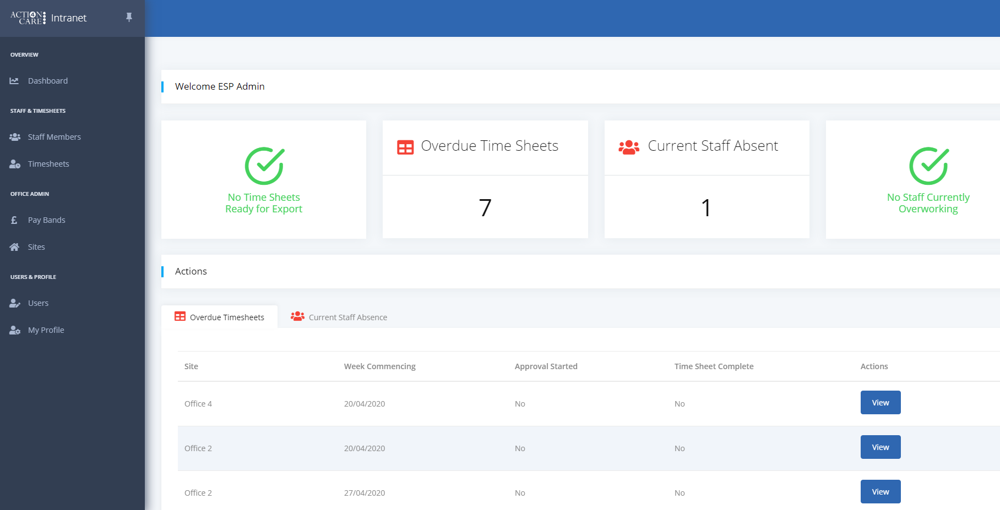 ACTI4N
CARE
Intranet
OVERVIEW
Dashboard
STAFF & TIMESHEETS
Staff Members
Timesheets
OFFICE ADMIN
£ Pay Bands
Sites
USERS & PROFILE
Users
My Profile
Welcome ESP Admin
No Time Sheets
Ready for Export
Overdue Time Sheets
7
Current Staff Absent
1
No Staff Currently
Overworking
Actions
Overdue Timesheets
Current Staff Absence
Site Week Commencing Approval Started Time Sheet Complete Actions
Office 4 20/04/2020 No No View
Office 2 20/04/2020 No No View
Office 2 27/04/2020 No No View